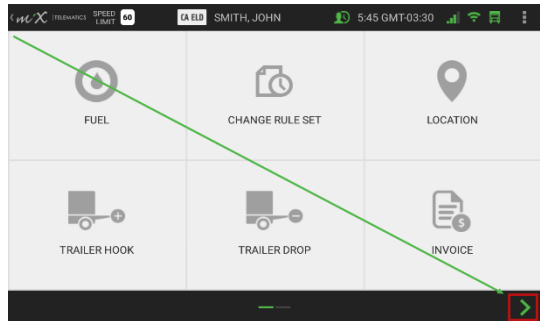 miX TELEMATICS SPEED LIMIT 60 CA ELD SMITH, JOHN 5:45 GMT-03:30
FUEL CHANGE RULE SET LOCATION
TRAILER HOOK TRAILER DROP INVOICE